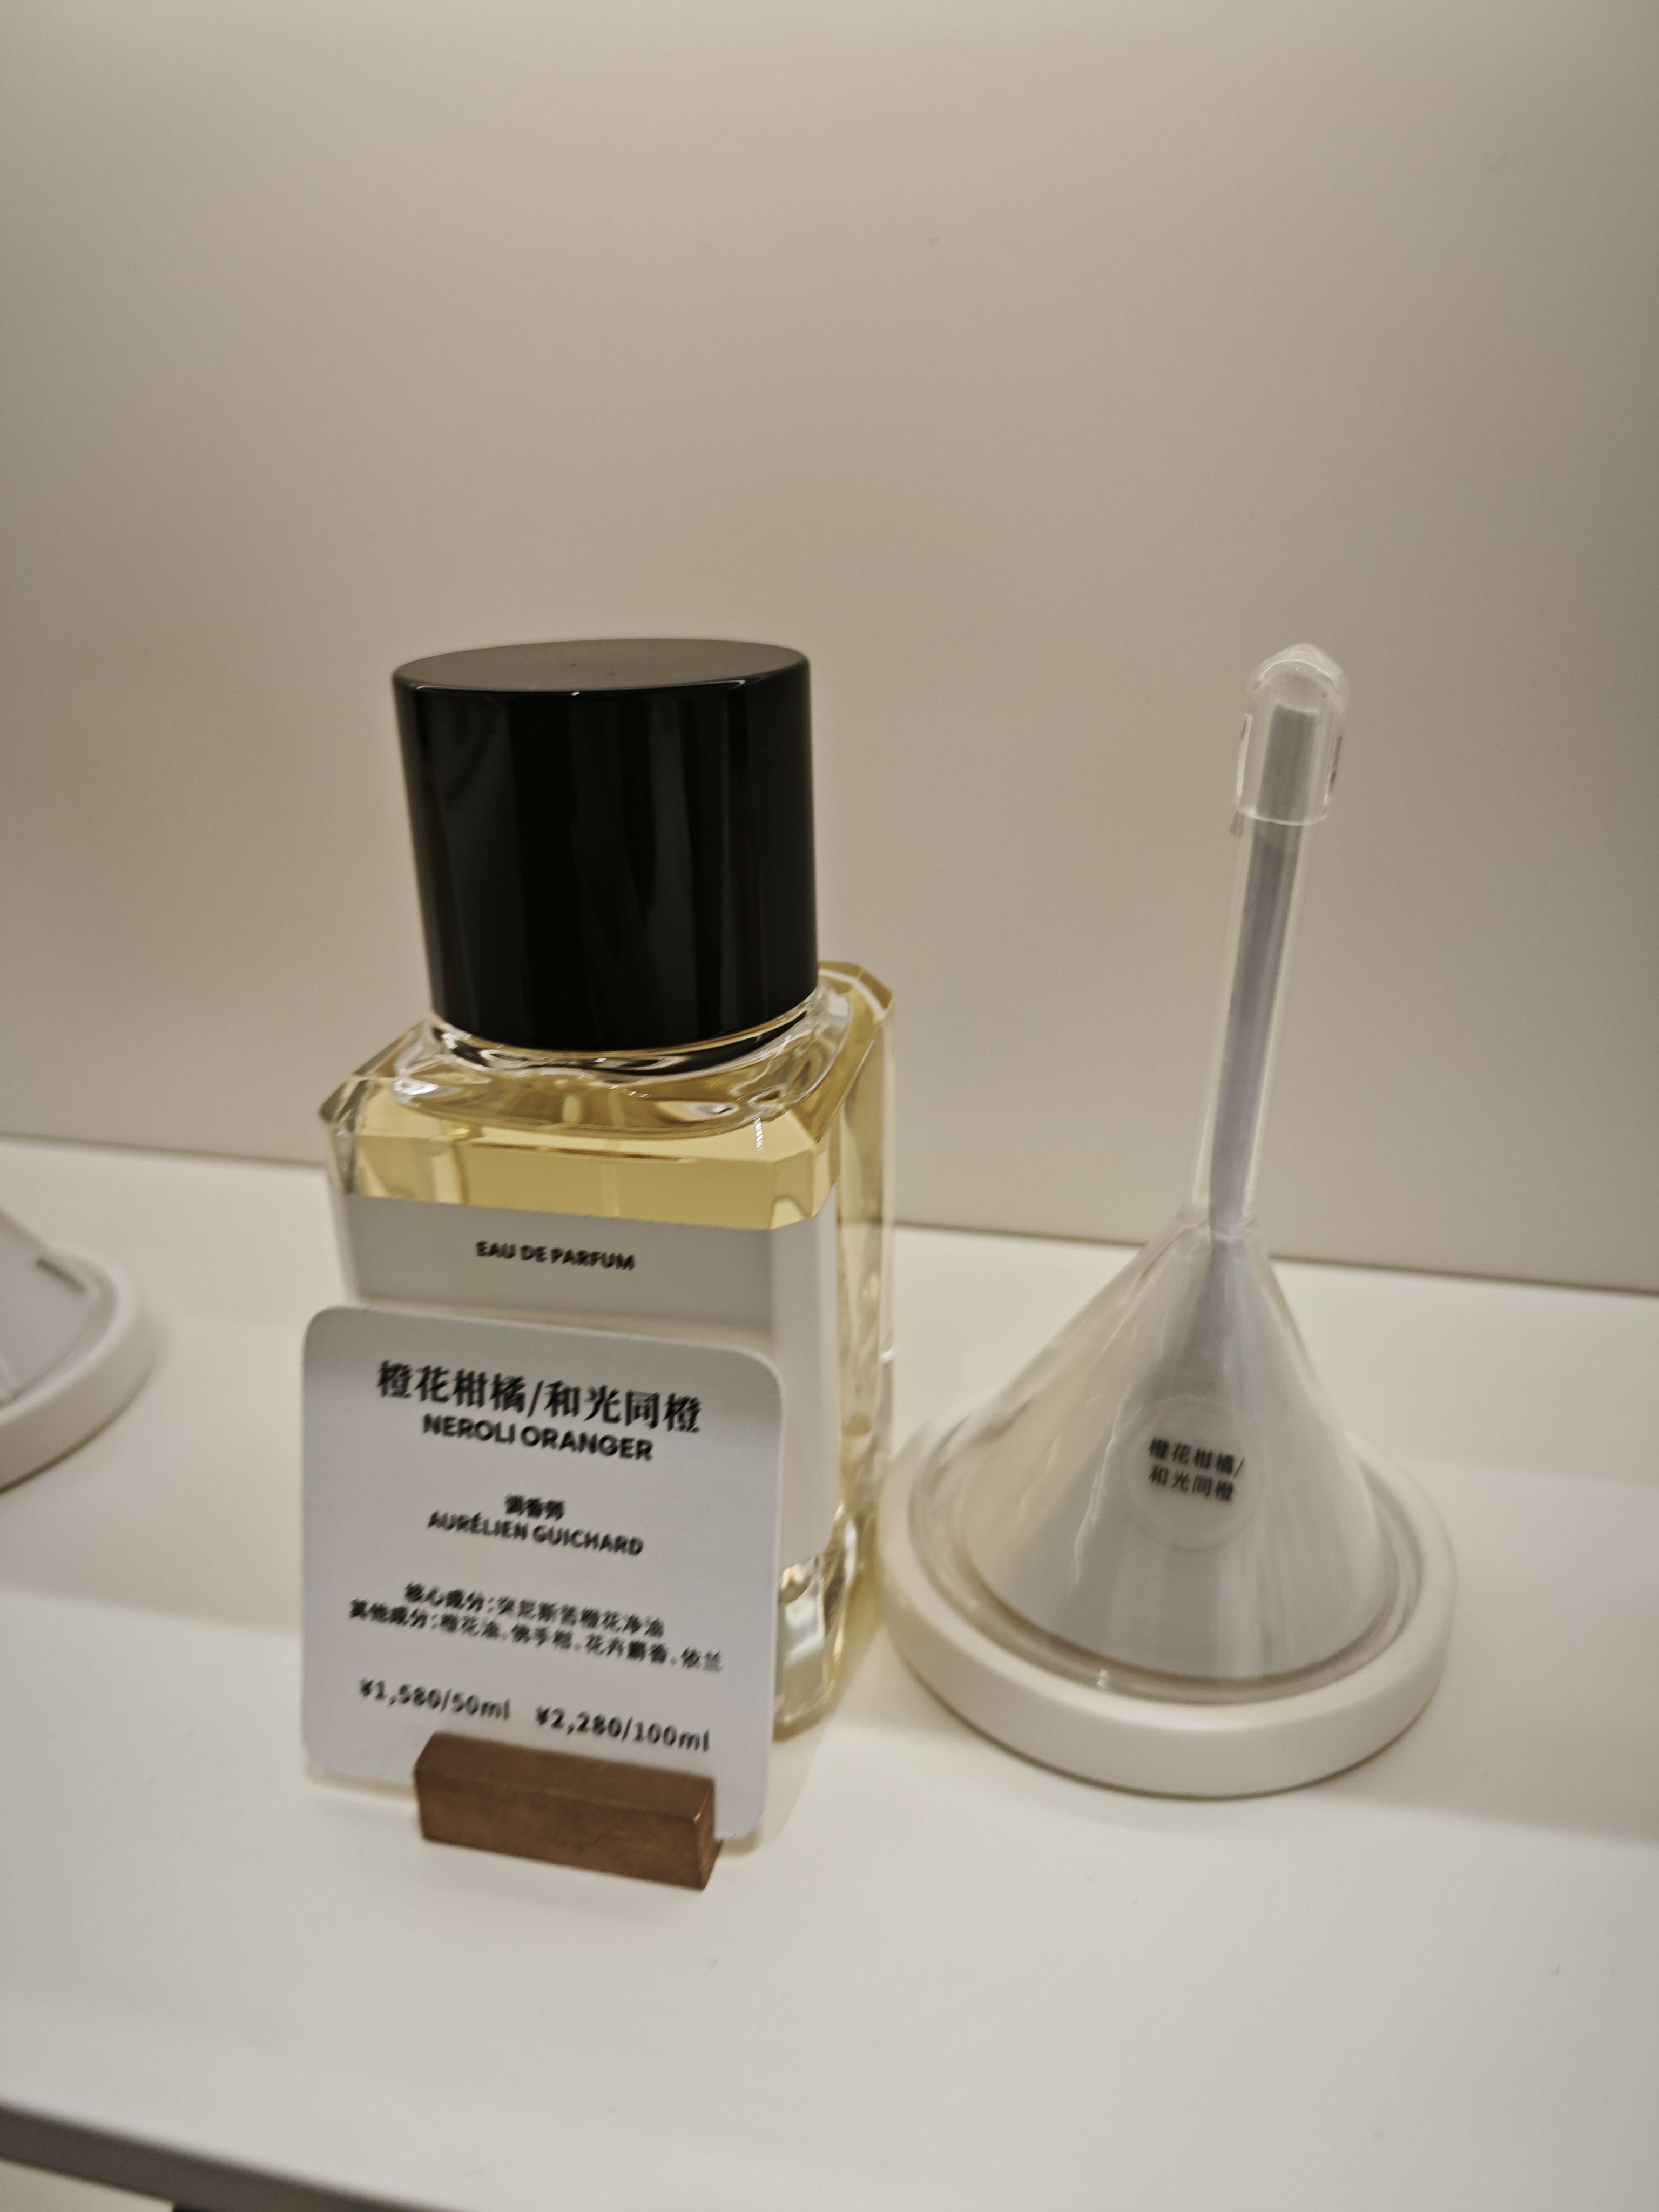 EAU DE PARFUM
橙花柑橘/和光同橙
NEROLI ORANGER
调香师
AURÉLIEN GUICHARD
核心成分:突尼斯苦橙花净油
其他成分:橙花油、佛手柑、花卉麝香、依兰
¥1,580/50ml ¥2,280/100ml
橙花柑橘/
和光同橙